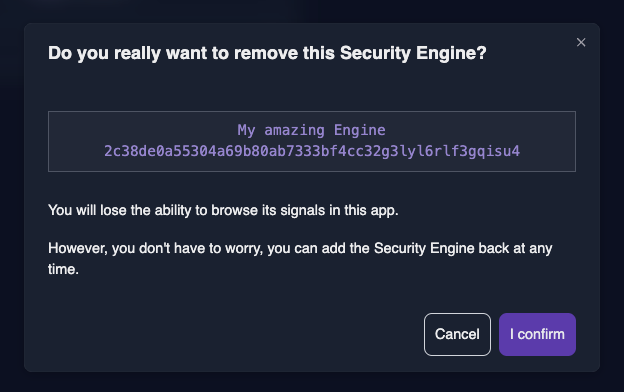 Do you really want to remove this Security Engine?
My amazing Engine
2c38de0a55304a69b80ab7333bf4cc32g3lyl6rlf3gqisu4
You will lose the ability to browse its signals in this app.
However, you don't have to worry, you can add the Security Engine back at any
time.
Cancel
I confirm